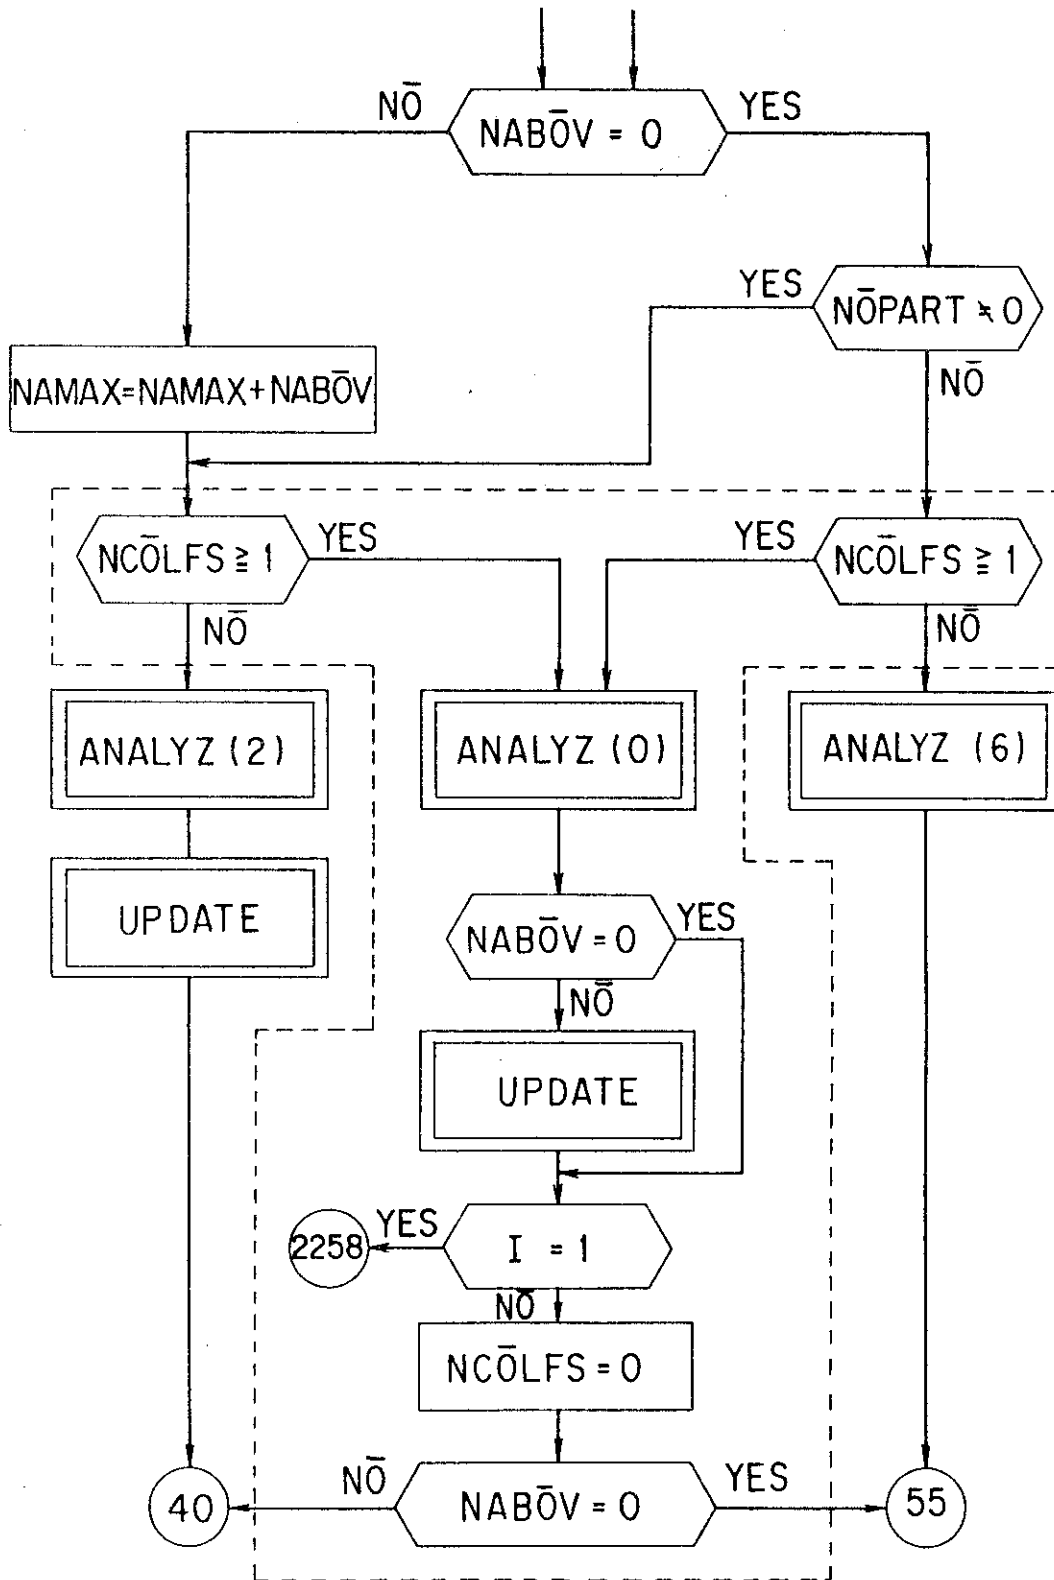 NŌ
YES
NABŌV = 0
YES
NŌPART ≠ 0
NŌ
NAMAX=NAMAX+NABŌV
NCŌLFS ≧ 1
YES
YES
NCŌLFS ≧ 1
NŌ
NŌ
ANALYZ (2)
ANALYZ (0)
ANALYZ (6)
UPDATE
NABŌV = 0
YES
NŌ
UPDATE
2258
YES
I = 1
NŌ
NCŌLFS = 0
40
NŌ
NABŌV = 0
YES
55